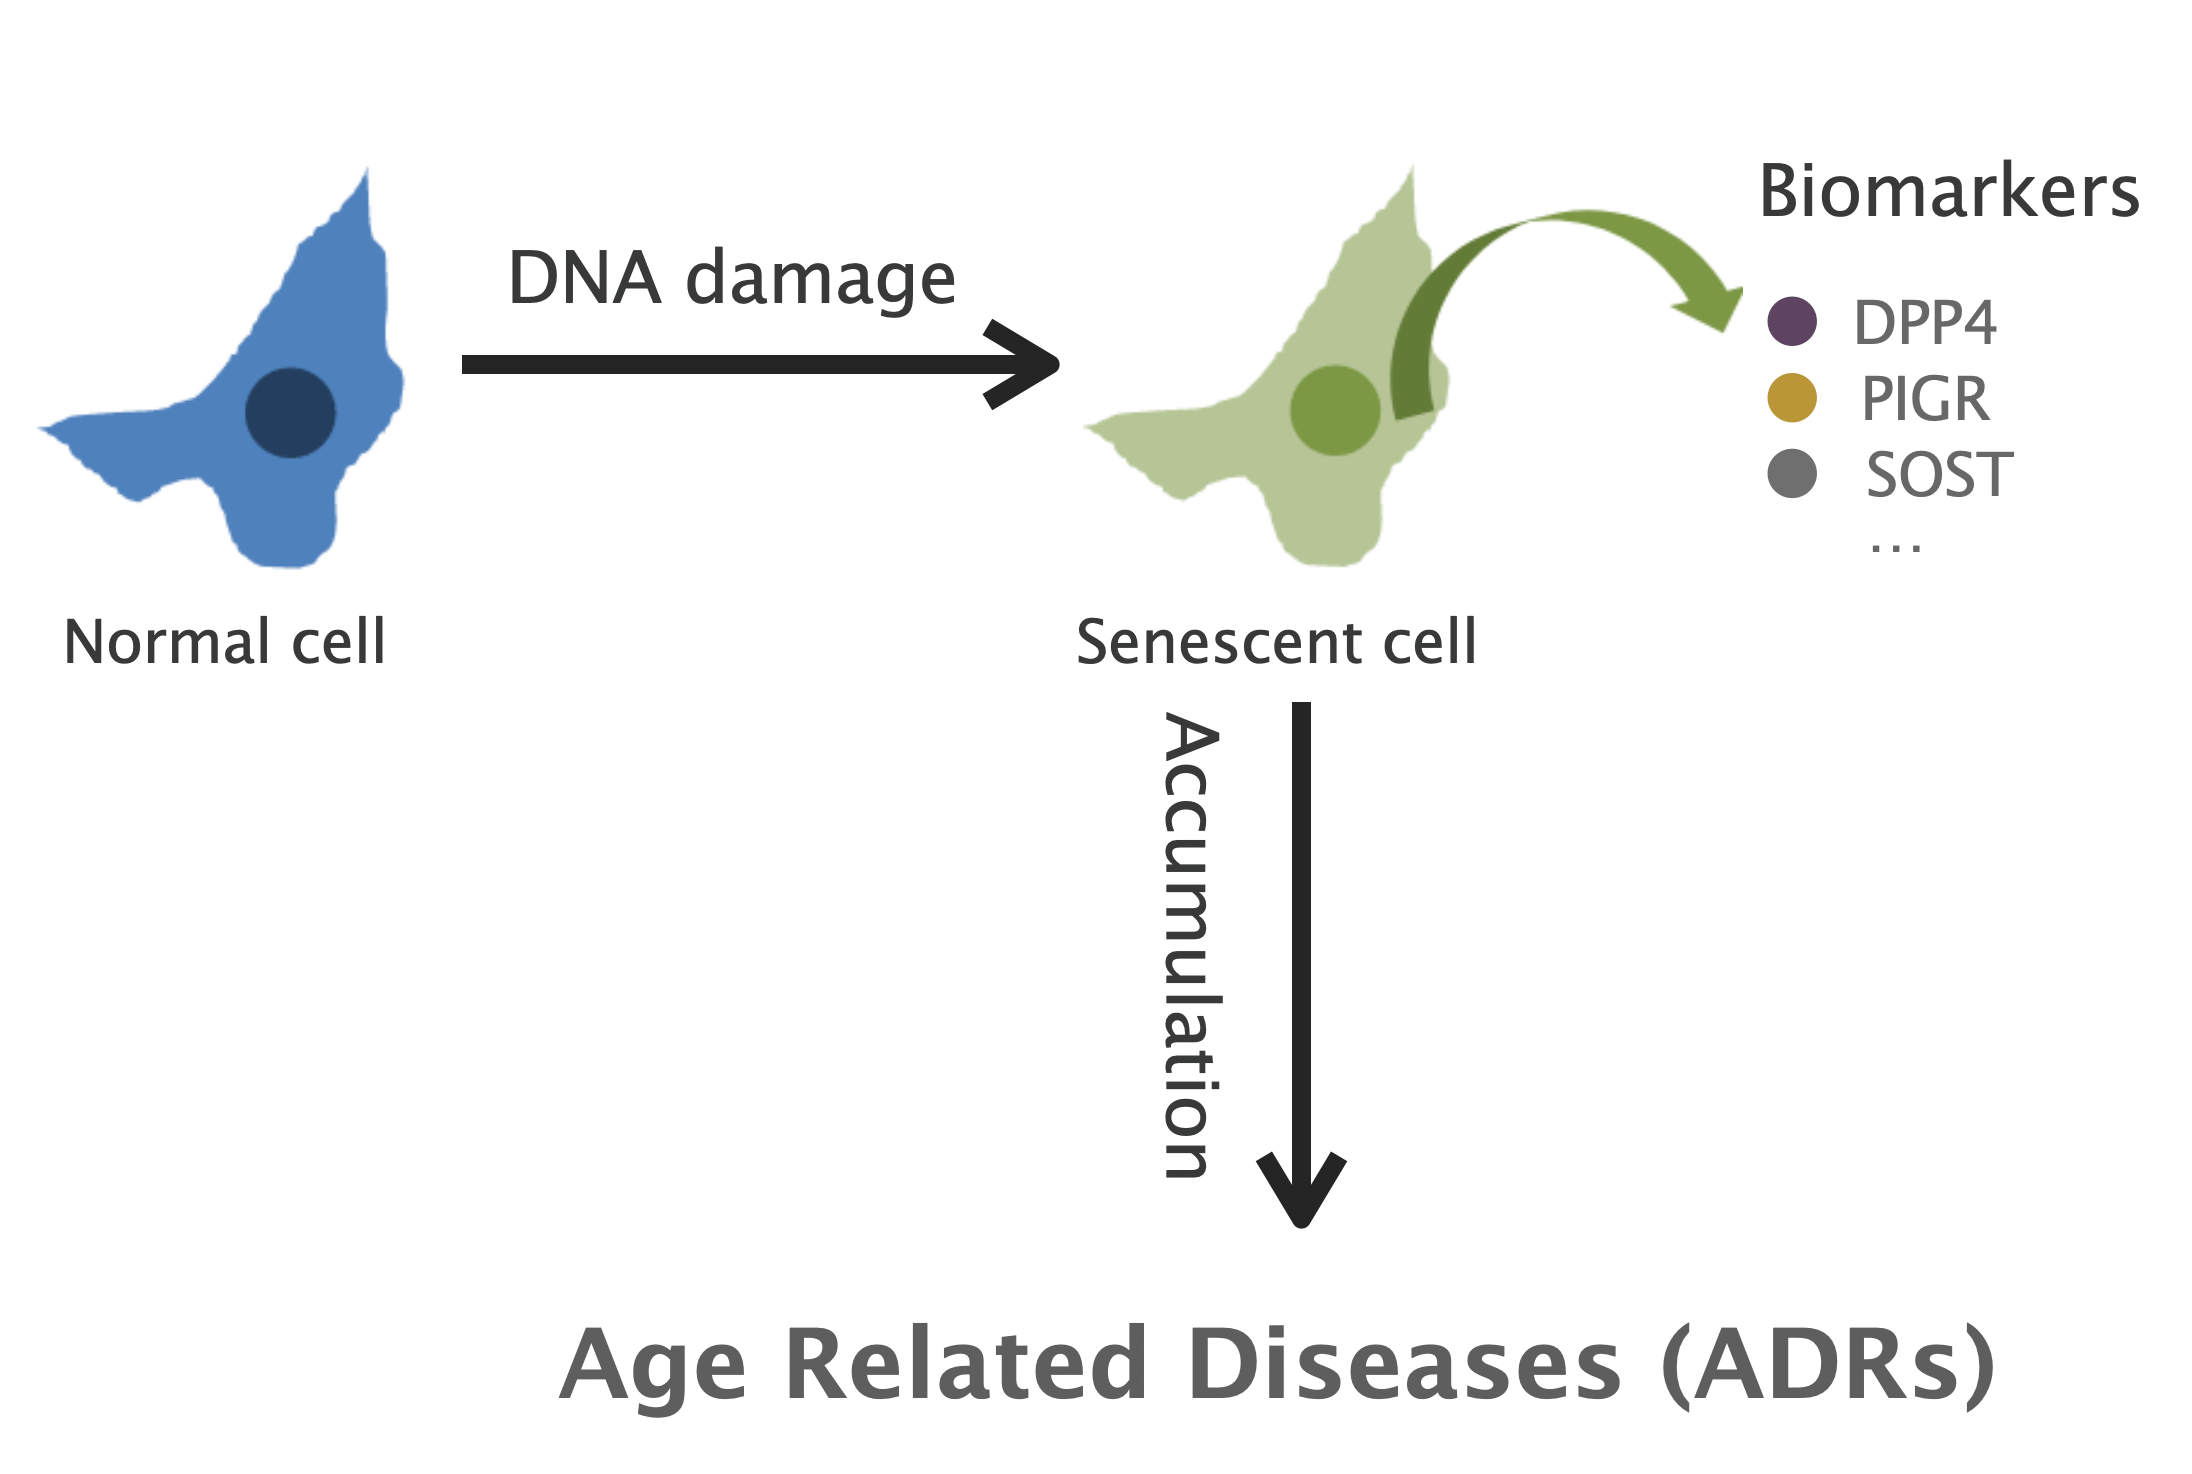 Biomarkers
DNA damage
DPP4
PIGR
SOST
...
Normal cell
Senescent cell
Accumulation
Age Related Diseases (ADRs)